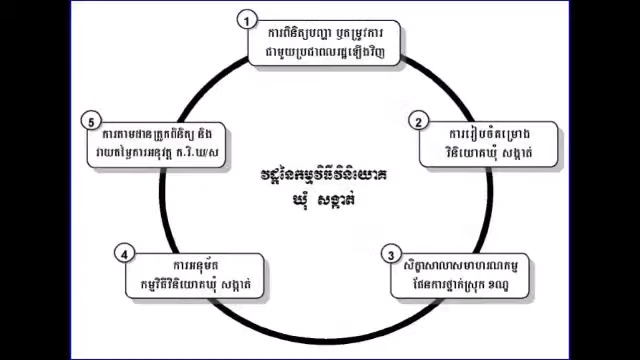 1
ការពិនិត្យបញ្ហា ឬតម្រូវការ
ជាមួយប្រជាពលរដ្ឋឡើងវិញ
2
ការរៀបចំគម្រោង
វិនិយោគឃុំ សង្កាត់
3
សិក្ខាសាលាសមាហរណកម្ម
ផែនការថ្នាក់ស្រុក ខណ្ឌ
4
ការអនុម័ត
កម្មវិធីវិនិយោគឃុំ សង្កាត់
5
ការតាមដានត្រួតពិនិត្យ និង
វាយតម្លៃការអនុវត្ត ក.វិ.ឃ/ស
វដ្ដនៃកម្មវិធីវិនិយោគ
ឃុំ សង្កាត់